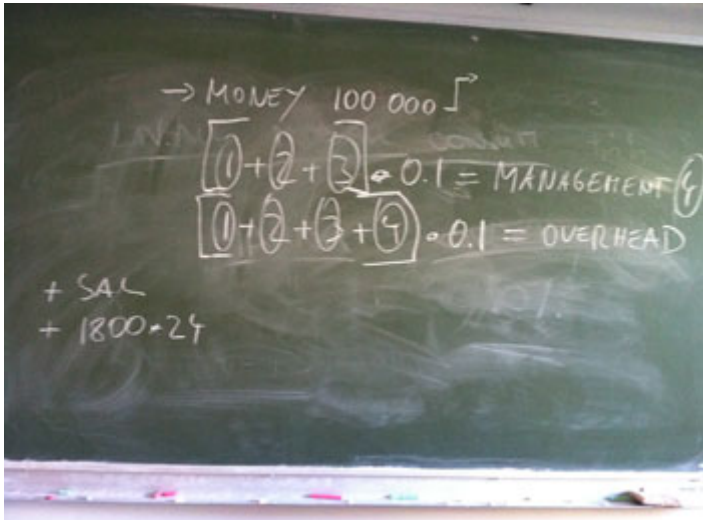 → MONEY 100 000
[① + ② + ③] • 0.1 = MANAGEMENT ④
[① + ② + ③ + ④] • 0.1 = OVERHEAD
+ SAL
+ 1800 • 24